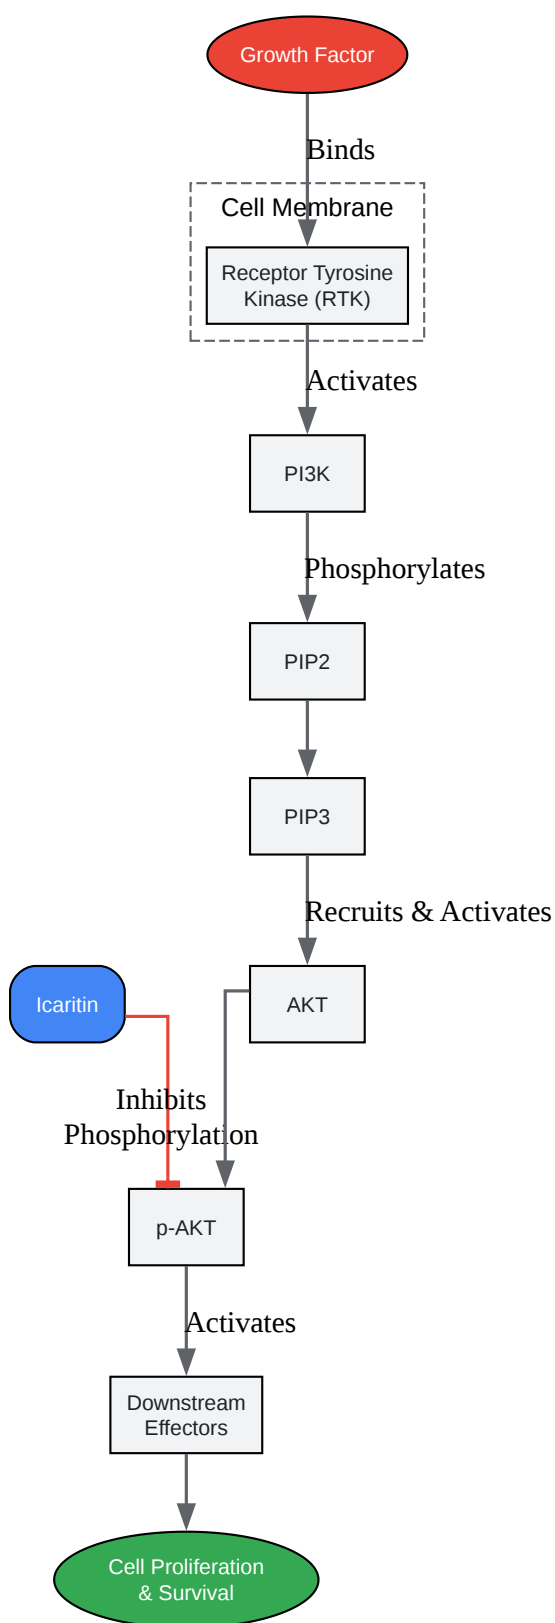 Growth Factor
Binds
Cell Membrane
Receptor Tyrosine
Kinase (RTK)
Activates
PI3K
Phosphorylates
PIP2
PIP3
Recruits & Activates
Icaritin
AKT
Inhibits
Phosphorylation
p-AKT
Activates
Downstream
Effectors
Cell Proliferation
& Survival